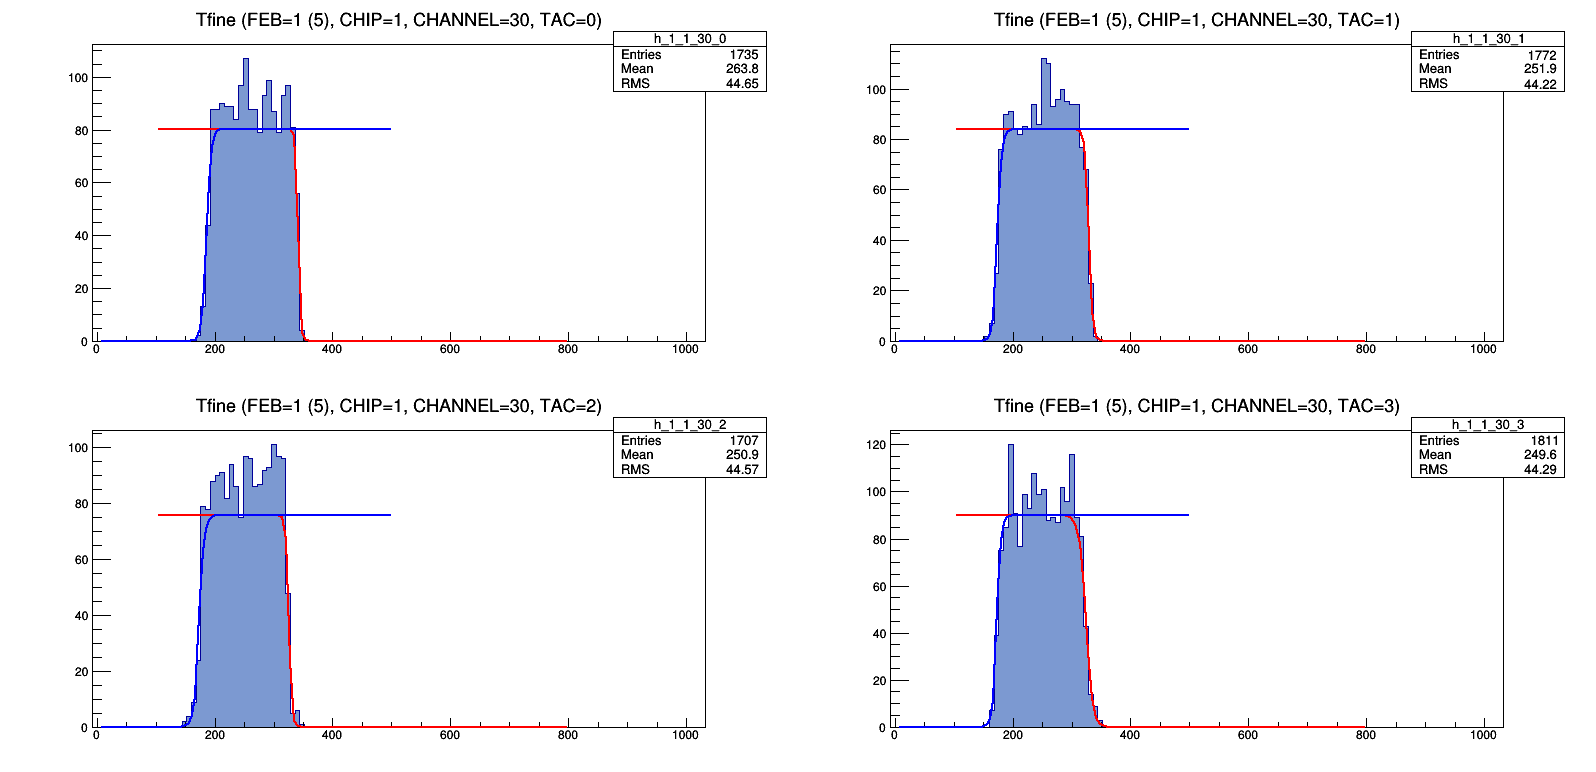 Tfine (FEB=1 (5), CHIP=1, CHANNEL=30, TAC=0)
h_1_1_30_0
Entries 1735
Mean 263.8
RMS 44.65
100
80
60
40
20
0
0 200 400 600 800 1000
Tfine (FEB=1 (5), CHIP=1, CHANNEL=30, TAC=1)
h_1_1_30_1
Entries 1772
Mean 251.9
RMS 44.22
100
80
60
40
20
0
0 200 400 600 800 1000
Tfine (FEB=1 (5), CHIP=1, CHANNEL=30, TAC=2)
h_1_1_30_2
Entries 1707
Mean 250.9
RMS 44.57
100
80
60
40
20
0
0 200 400 600 800 1000
Tfine (FEB=1 (5), CHIP=1, CHANNEL=30, TAC=3)
h_1_1_30_3
Entries 1811
Mean 249.6
RMS 44.29
120
100
80
60
40
20
0
0 200 400 600 800 1000